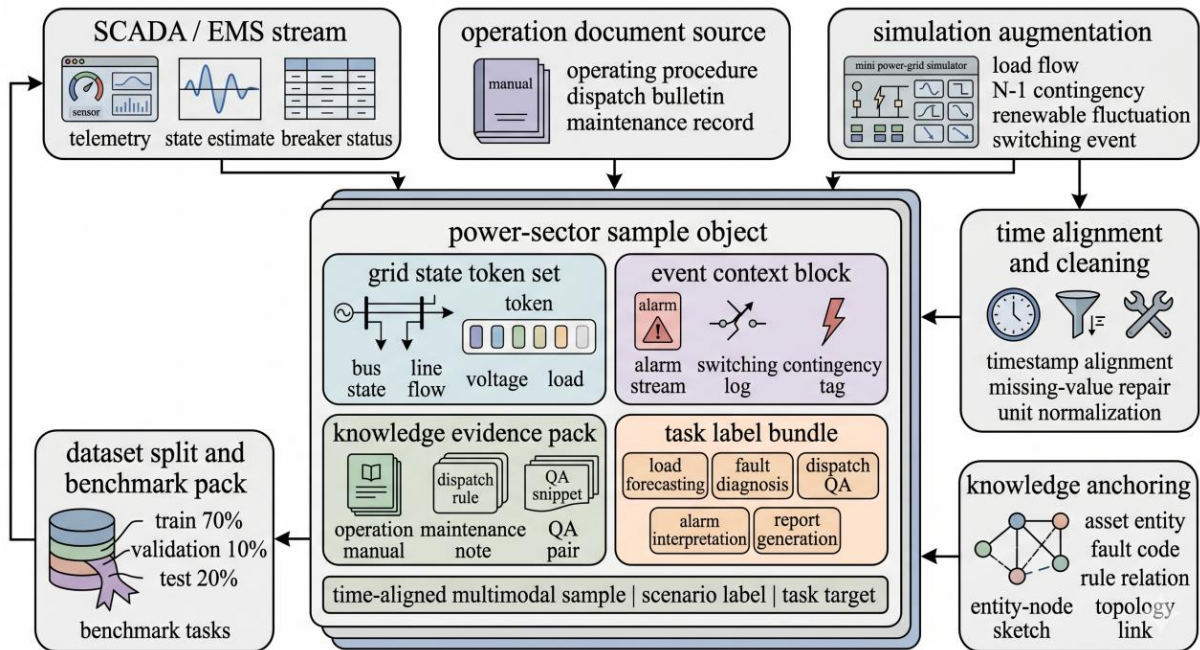 SCADA / EMS stream
sensor
telemetry
state estimate
breaker status
operation document source
manual
operating procedure
dispatch bulletin
maintenance record
simulation augmentation
mini power-grid simulator
load flow
N-1 contingency
renewable fluctuation
switching event
power-sector sample object
grid state token set
token
bus
state
line
flow
voltage
load
event context block
alarm
alarm
stream
switching
log
contingency
tag
time alignment
and cleaning
timestamp alignment
missing-value repair
unit normalization
knowledge evidence pack
dispatch
rule
QA
snippet
operation
manual
maintenance
note
QA
pair
task label bundle
load
forecasting
fault
diagnosis
dispatch
QA
alarm
interpretation
report
generation
time-aligned multimodal sample | scenario label | task target
dataset split and
benchmark pack
train 70%
validation 10%
test 20%
benchmark tasks
knowledge anchoring
asset entity
fault code
rule relation
entity-node
sketch
topology
link